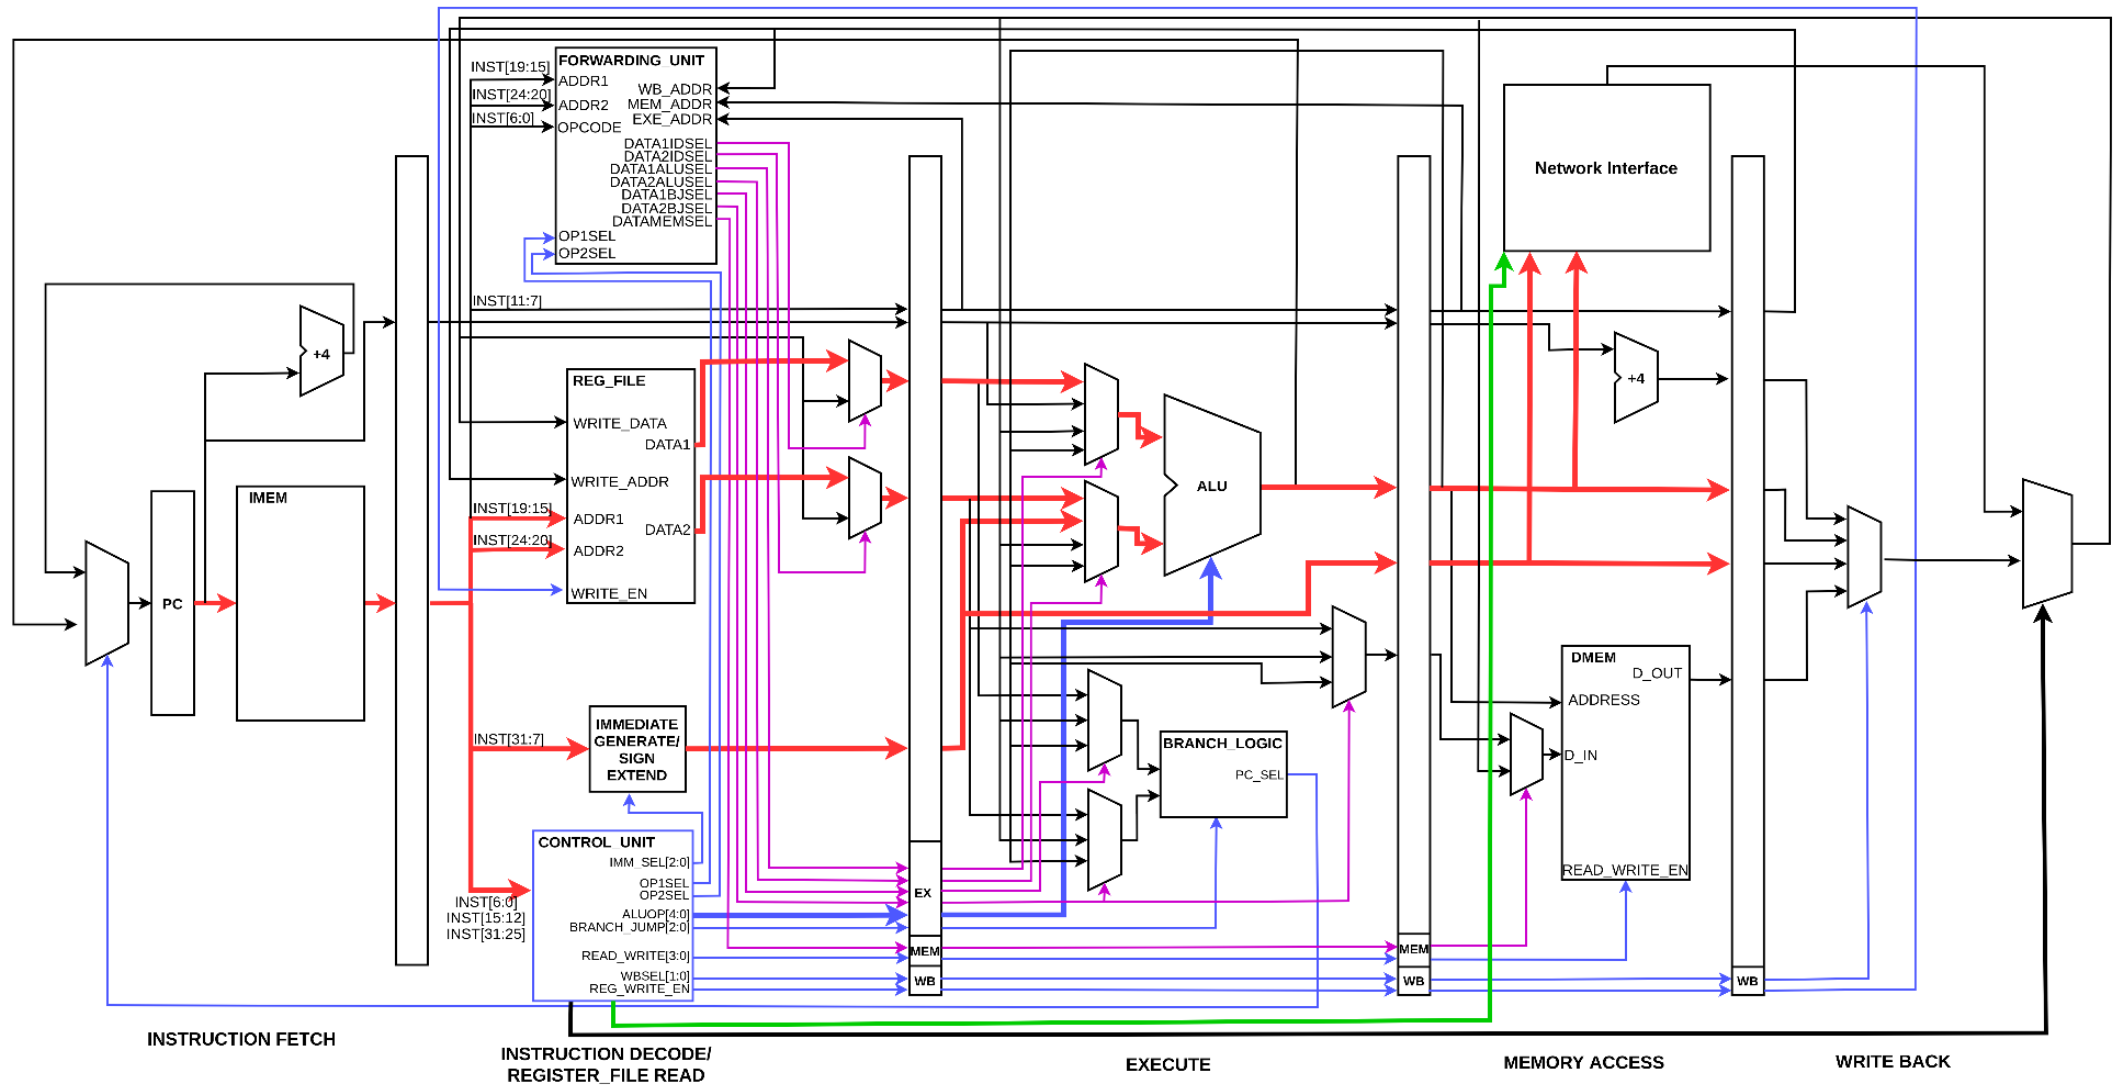 FORWARDING_UNIT
INST[19:15]
ADDR1
WB_ADDR
INST[24:20]
ADDR2
MEM_ADDR
INST[6:0]
EXE_ADDR
OPCODE
DATA1IDSEL
DATA2IDSEL
DATA1ALUSEL
DATA2ALUSEL
DATA1BJSEL
DATA2BJSEL
DATAMEMSEL
OP1SEL
OP2SEL
Network Interface
INST[11:7]
+4
+4
REG_FILE
WRITE_DATA
DATA1
WRITE_ADDR
INST[19:15]
ADDR1
DATA2
INST[24:20]
ADDR2
WRITE_EN
IMEM
PC
ALU
DMEM
D_OUT
ADDRESS
D_IN
READ_WRITE_EN
INST[31:7]
IMMEDIATE
GENERATE/
SIGN
EXTEND
BRANCH_LOGIC
PC_SEL
CONTROL_UNIT
IMM_SEL[2:0]
OP1SEL
OP2SEL
ALUOP[4:0]
BRANCH_JUMP[2:0]
READ_WRITE[3:0]
WBSEL[1:0]
REG_WRITE_EN
INST[6:0]
INST[15:12]
INST[31:25]
EX
MEM
WB
MEM
WB
WB
INSTRUCTION FETCH
INSTRUCTION DECODE/
REGISTER_FILE READ
EXECUTE
MEMORY ACCESS
WRITE BACK